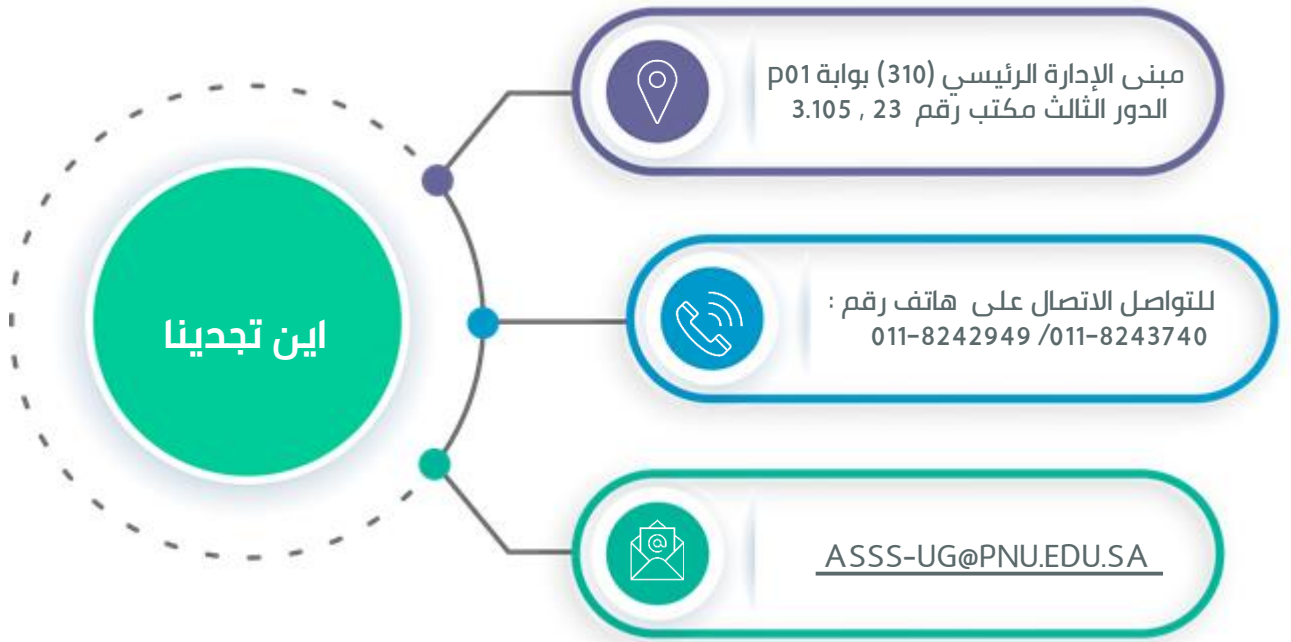 اين تجدينا
مبنى الإدارة الرئيسي (310) بوابة p01
الدور الثالث مكتب رقم 23 , 3.105
للتواصل الاتصال على هاتف رقم :
011-8242949 /011-8243740
ASSS-UG@PNU.EDU.SA